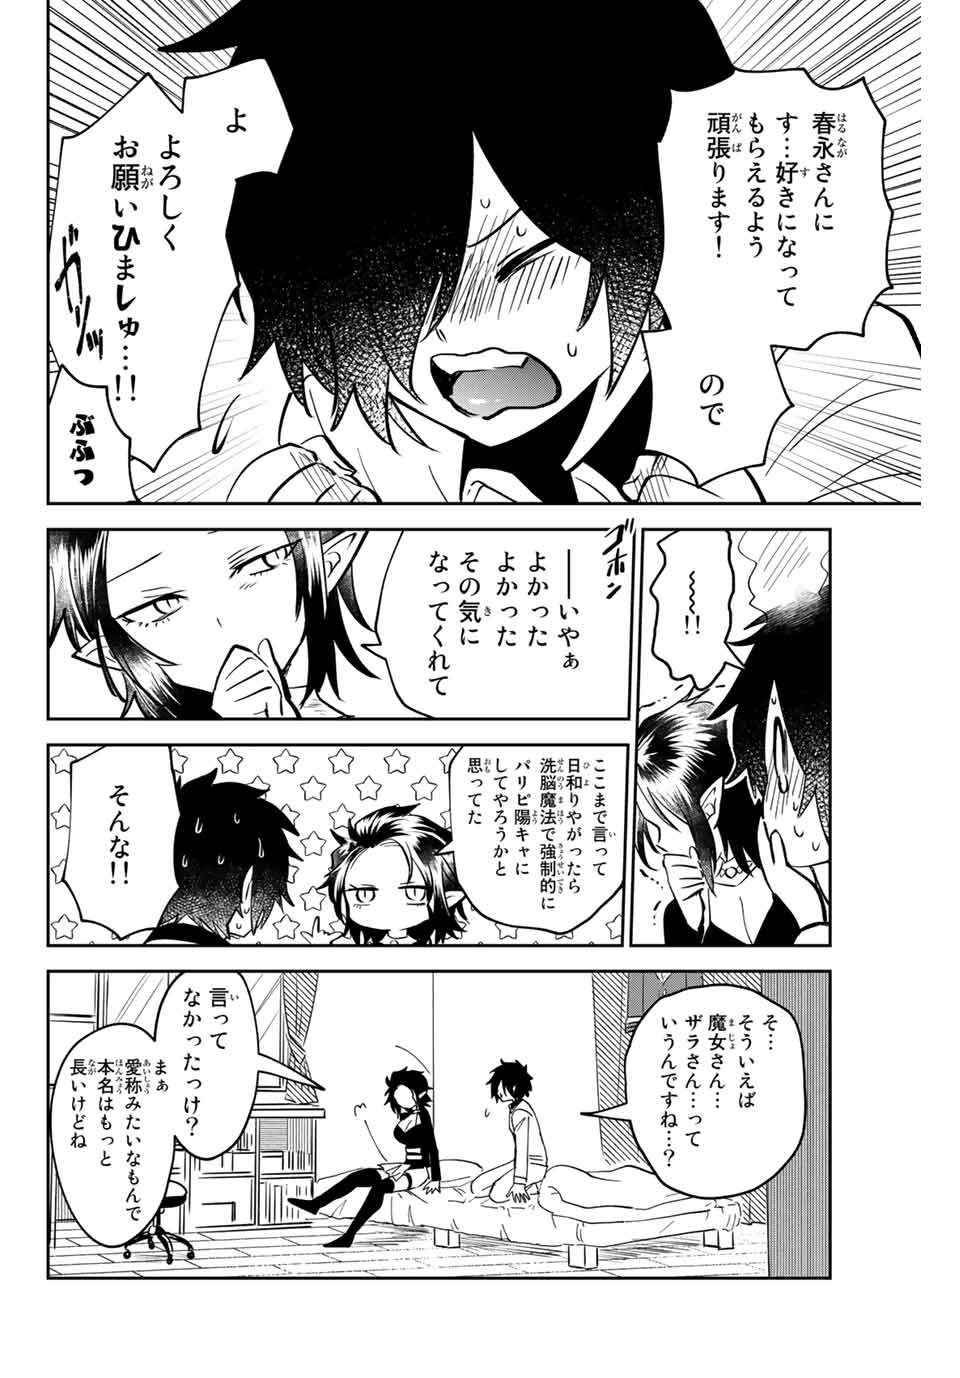 春永さんに
す…好きになって
もらえるよう
頑張ります！
ので
よ
よろしく
お願いひましゅ…!!
ガリッ
ぶふっ
〜〜〜!!
コホン
──いやぁ
よかった
よかった
その気に
なってくれて
ここまで言って
日和りやがったら
洗脳魔法で強制的に
パリピ陽キャに
してやろうかと
思ってた
そんな!!
そ…
そういえば
魔女さん…
ザラさん…って
いうんですね…？
言って
なかったっけ？
まぁ
愛称みたいなもんで
本名はもっと
長いけどね